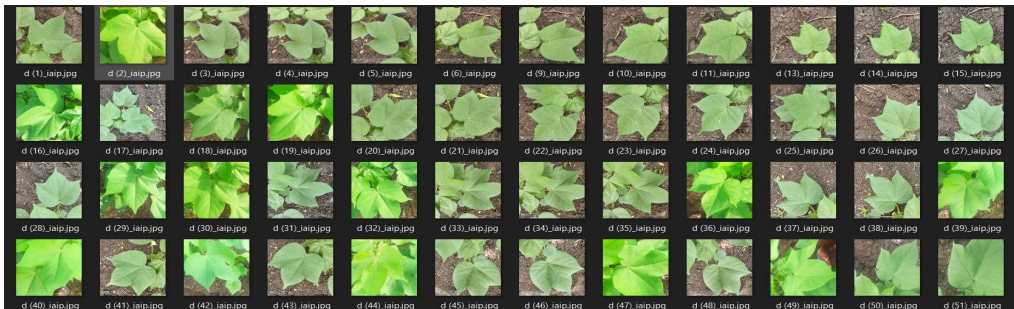 d (1)_iaip.jpg d (2)_iaip.jpg d (3)_iaip.jpg d (4)_iaip.jpg d (5)_iaip.jpg d (6)_iaip.jpg d (9)_iaip.jpg d (10)_iaip.jpg d (11)_iaip.jpg d (13)_iaip.jpg d (14)_iaip.jpg d (15)_iaip.jpg
d (16)_iaip.jpg d (17)_iaip.jpg d (18)_iaip.jpg d (19)_iaip.jpg d (20)_iaip.jpg d (21)_iaip.jpg d (22)_iaip.jpg d (23)_iaip.jpg d (24)_iaip.jpg d (25)_iaip.jpg d (26)_iaip.jpg d (27)_iaip.jpg
d (28)_iaip.jpg d (29)_iaip.jpg d (30)_iaip.jpg d (31)_iaip.jpg d (32)_iaip.jpg d (33)_iaip.jpg d (34)_iaip.jpg d (35)_iaip.jpg d (36)_iaip.jpg d (37)_iaip.jpg d (38)_iaip.jpg d (39)_iaip.jpg
d (40)_iaip.jpg d (41)_iaip.jpg d (42)_iaip.jpg d (43)_iaip.jpg d (44)_iaip.jpg d (45)_iaip.jpg d (46)_iaip.jpg d (47)_iaip.jpg d (48)_iaip.jpg d (49)_iaip.jpg d (50)_iaip.jpg d (51)_iaip.jpg